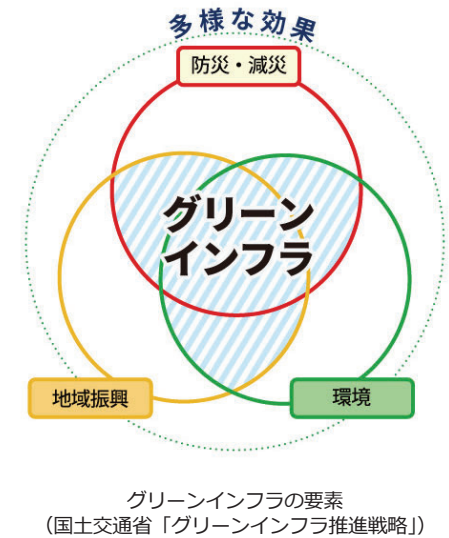 多様な効果
防災・減災
グリーン
インフラ
地域振興
環境
グリーンインフラの要素
（国土交通省「グリーンインフラ推進戦略」）